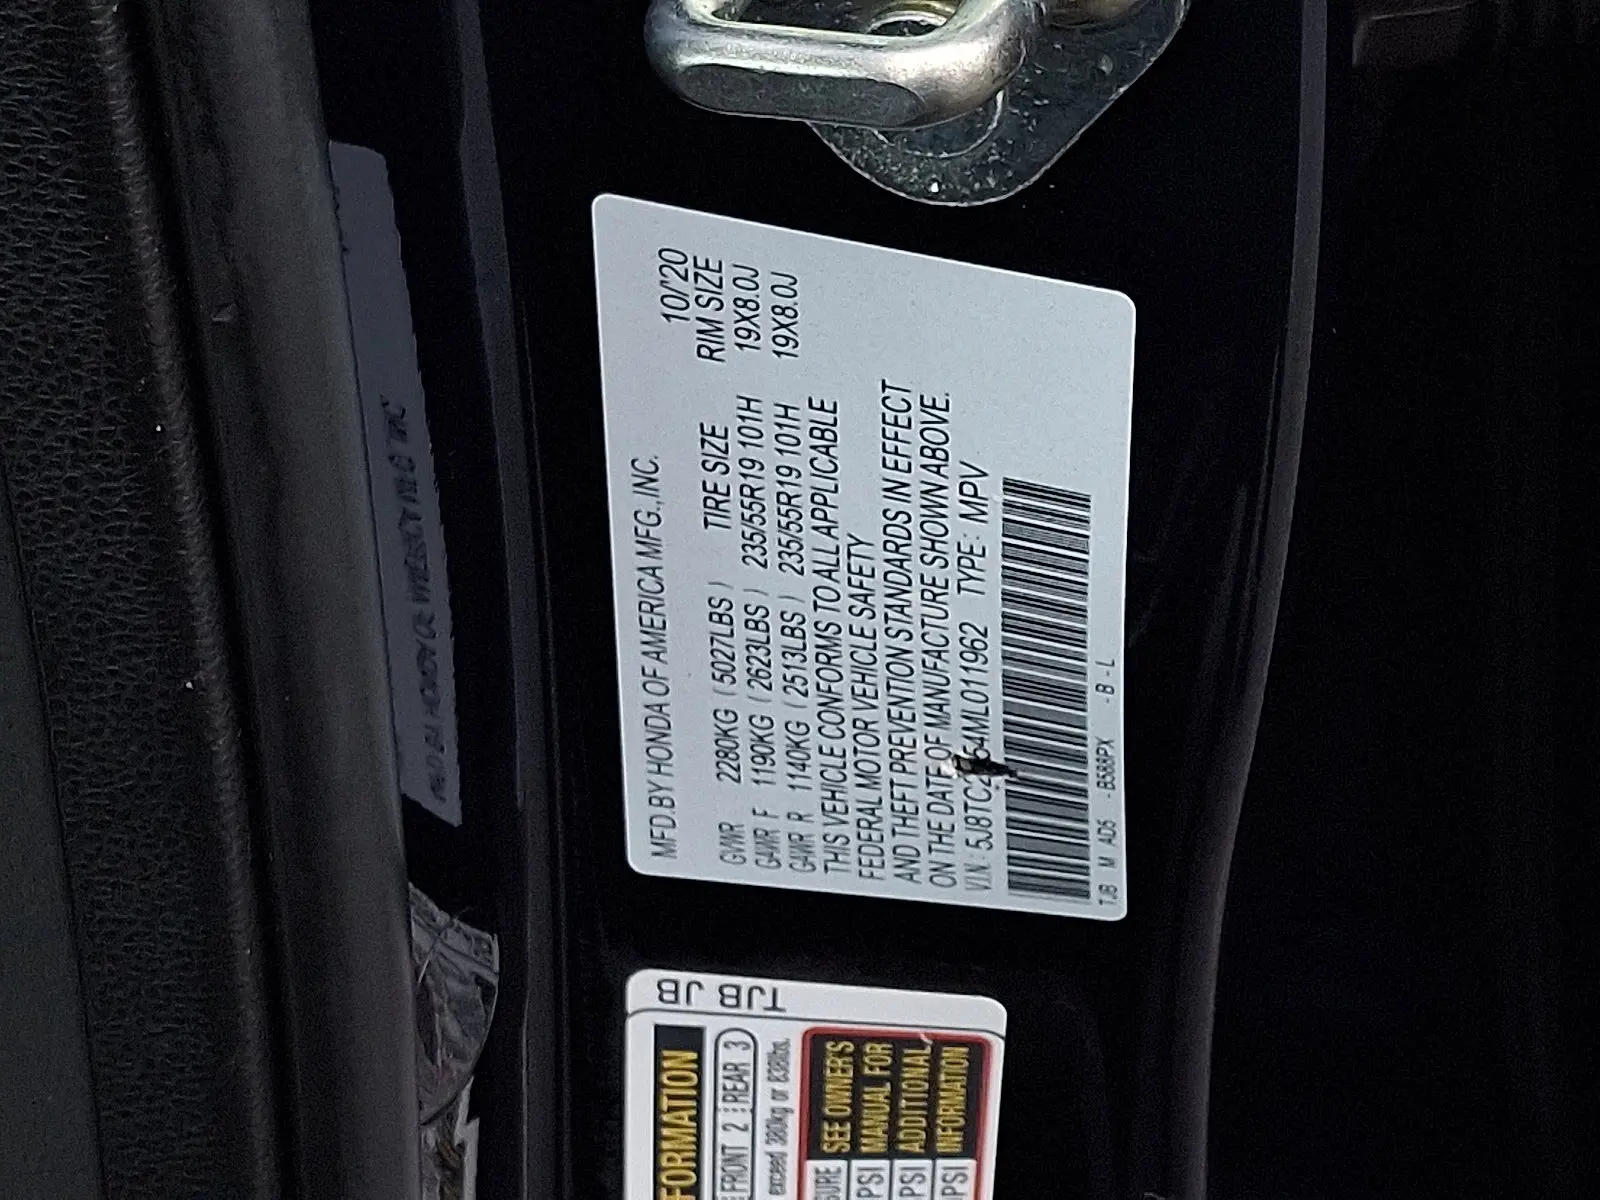 MFD.BY HONDA OF AMERICA MFG.,INC.
10/'20
GVWR 2280KG (5027LBS) TIRE SIZE RIM SIZE
GAWR F 1190KG (2623LBS) 235/55R19 101H 19X8.0J
GAWR R 1140KG (2513LBS) 235/55R19 101H 19X8.0J
THIS VEHICLE CONFORMS TO ALL APPLICABLE
FEDERAL MOTOR VEHICLE SAFETY
AND THEFT PREVENTION STANDARDS IN EFFECT
ON THE DATE OF MANUFACTURE SHOWN ABOVE.
V.I.N.: TYPE: MPV
TJB M AD5 -B588PX -B-L
TJB JB
FORMATION
FRONT 2 REAR 3
exceed 380kg or 838lbs.
SEE OWNER'S
MANUAL FOR
ADDITIONAL
INFORMATION
PSI
PSI
PSI